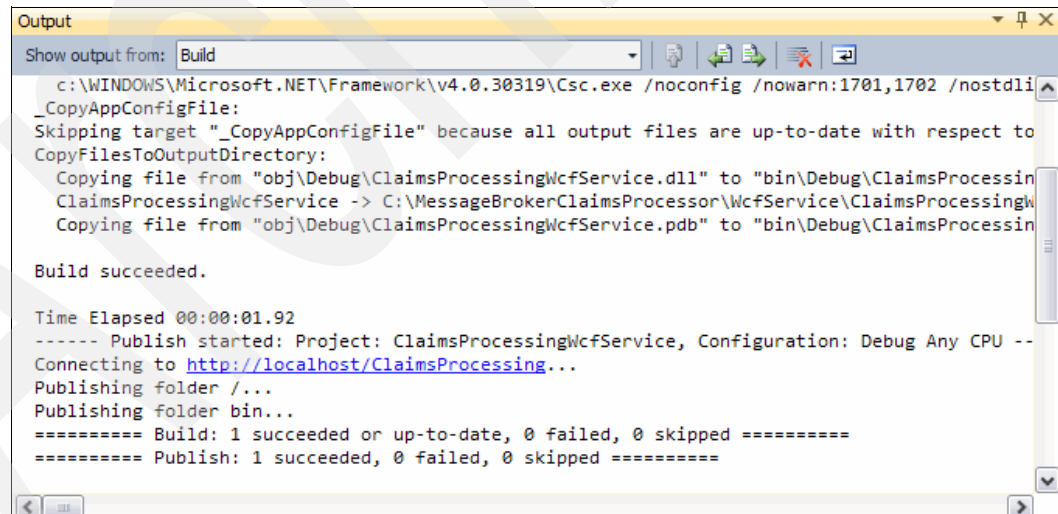 Output
Show output from: Build
c:\WINDOWS\Microsoft.NET\Framework\v4.0.30319\Csc.exe /noconfig /nowarn:1701,1702 /nostdli
_CopyAppConfigFile:
Skipping target "_CopyAppConfigFile" because all output files are up-to-date with respect to
CopyFilesToOutputDirectory:
Copying file from "obj\Debug\ClaimsProcessingWcfService.dll" to "bin\Debug\ClaimsProcessin
ClaimsProcessingWcfService -> C:\MessageBrokerClaimsProcessor\WcfService\ClaimsProcessingW
Copying file from "obj\Debug\ClaimsProcessingWcfService.pdb" to "bin\Debug\ClaimsProcessin
Build succeeded.
Time Elapsed 00:00:01.92
------ Publish started: Project: ClaimsProcessingWcfService, Configuration: Debug Any CPU --
Connecting to http://localhost/ClaimsProcessing...
Publishing folder /...
Publishing folder bin...
========== Build: 1 succeeded or up-to-date, 0 failed, 0 skipped ==========
========== Publish: 1 succeeded, 0 failed, 0 skipped ==========